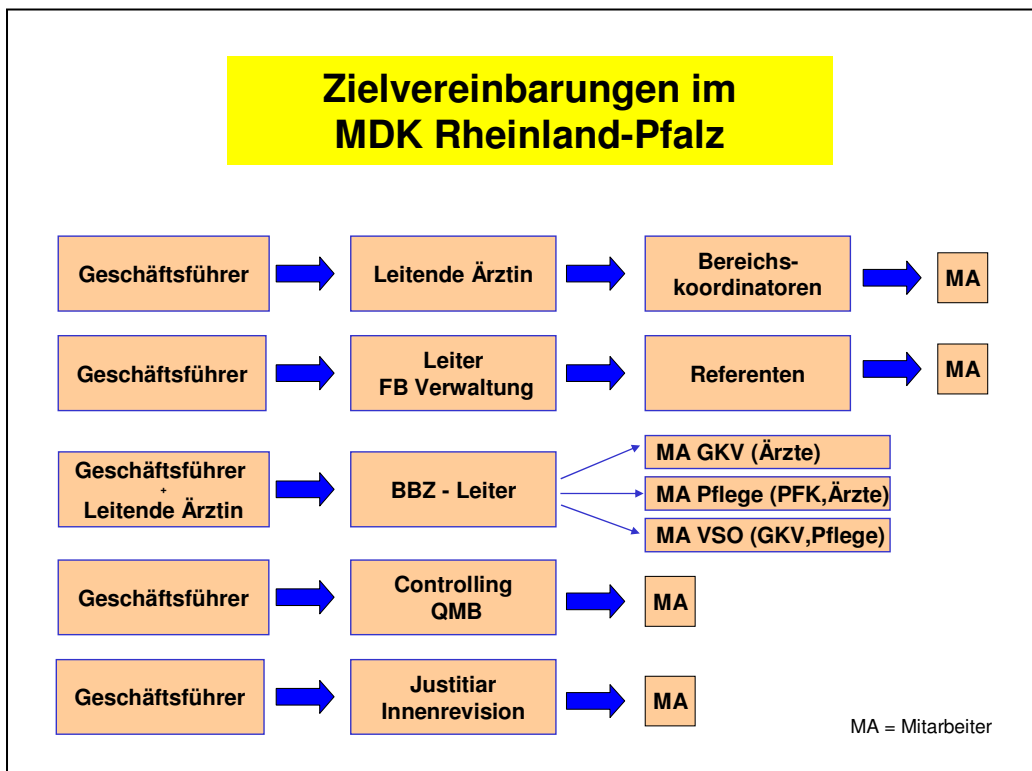 Zielvereinbarungen im
MDK Rheinland-Pfalz
Geschäftsführer
Leitende Ärztin
Bereichs-
koordinatoren
MA
Geschäftsführer
Leiter
FB Verwaltung
Referenten
MA
Geschäftsführer
+
Leitende Ärztin
BBZ - Leiter
MA GKV (Ärzte)
MA Pflege (PFK,Ärzte)
MA VSO (GKV,Pflege)
Geschäftsführer
Controlling
QMB
MA
Geschäftsführer
Justitiar
Innenrevision
MA
MA = Mitarbeiter